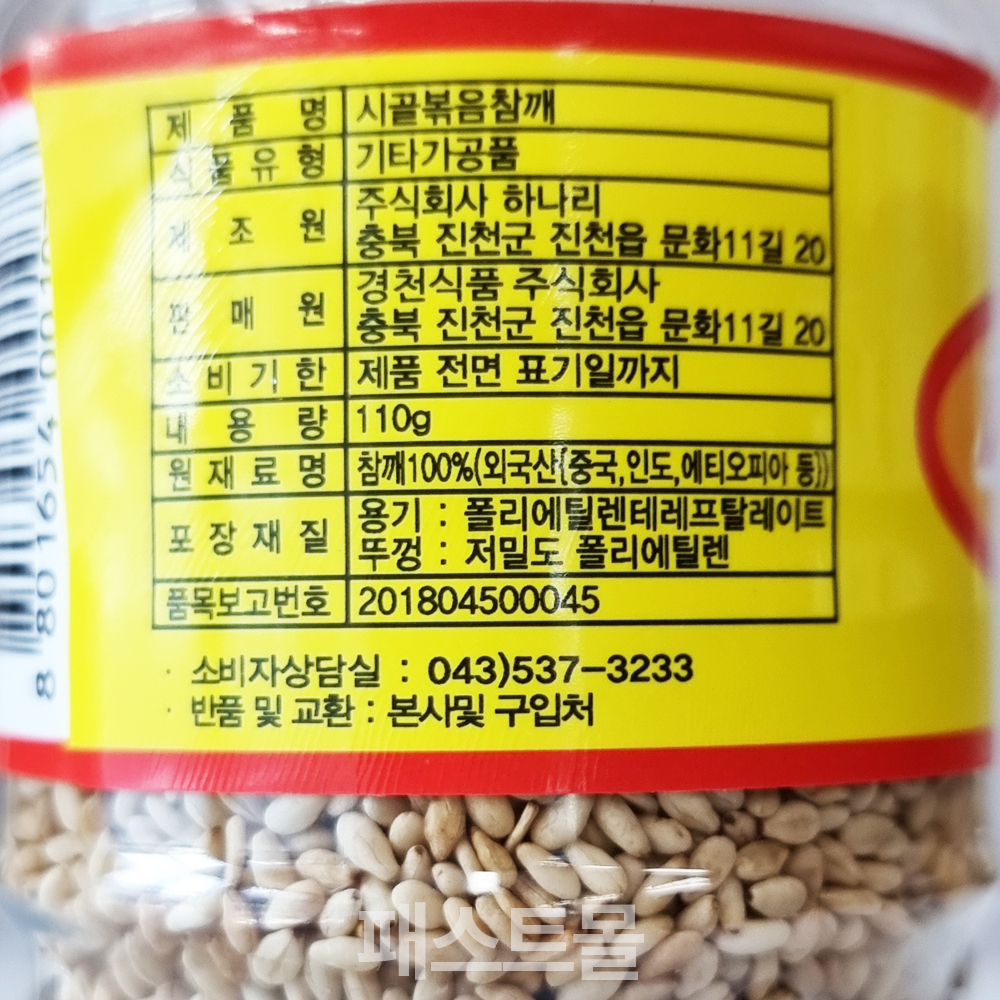 제 품 명 시골볶음참깨
식 품 유 형 기타가공품
제 조 원 주식회사 하나리
충북 진천군 진천읍 문화11길 20
판 매 원 경천식품 주식회사
충북 진천군 진천읍 문화11길 20
소 비 기 한 제품 전면 표기일까지
내 용 량 110g
원 재 료 명 참깨100%(외국산(중국,인도,에티오피아 등))
포 장 재 질 용기 : 폴리에틸렌테레프탈레이트
뚜껑 : 저밀도 폴리에틸렌
품목보고번호 201804500045
· 소비자상담실 : 043)537-3233
· 반품 및 교환 : 본사및 구입처
패스트몰